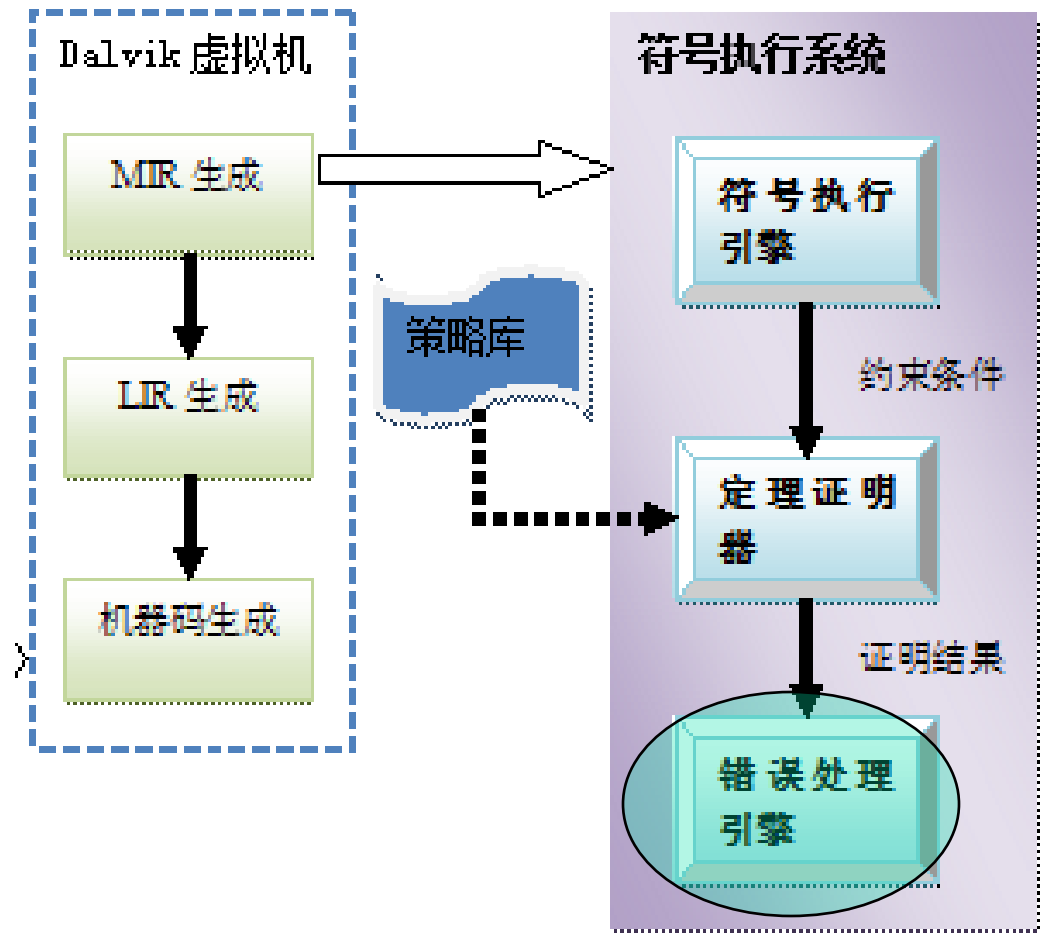 Dalvik 虚拟机
MIR 生成
LIR 生成
机器码生成
策略库
符号执行系统
符号执行
引擎
约束条件
定理证明
器
证明结果
错误处理
引擎